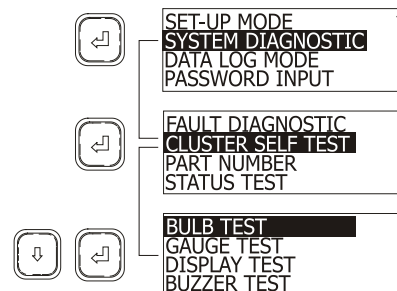 SET-UP MODE
SYSTEM DIAGNOSTIC
DATA LOG MODE
PASSWORD INPUT
FAULT DIAGNOSTIC
CLUSTER SELF TEST
PART NUMBER
STATUS TEST
BULB TEST
GAUGE TEST
DISPLAY TEST
BUZZER TEST